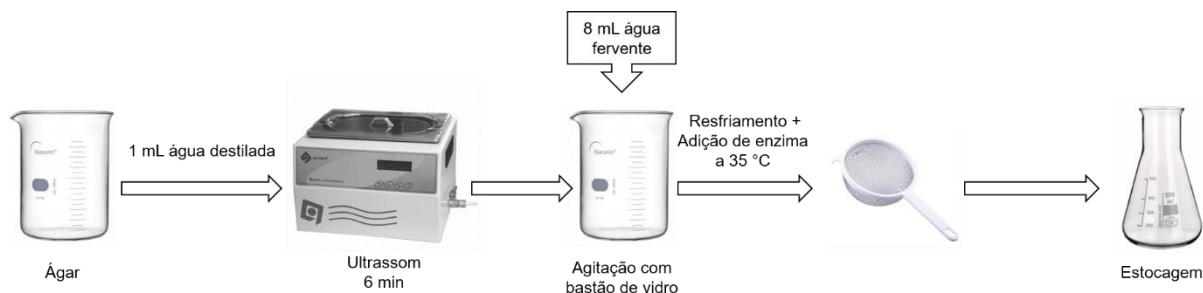 8 mL água
fervente
1 mL água destilada
Resfriamento +
Adição de enzima
a 35 °C
Ágar
Ultrassom
6 min
Agitação com
bastão de vidro
Estocagem